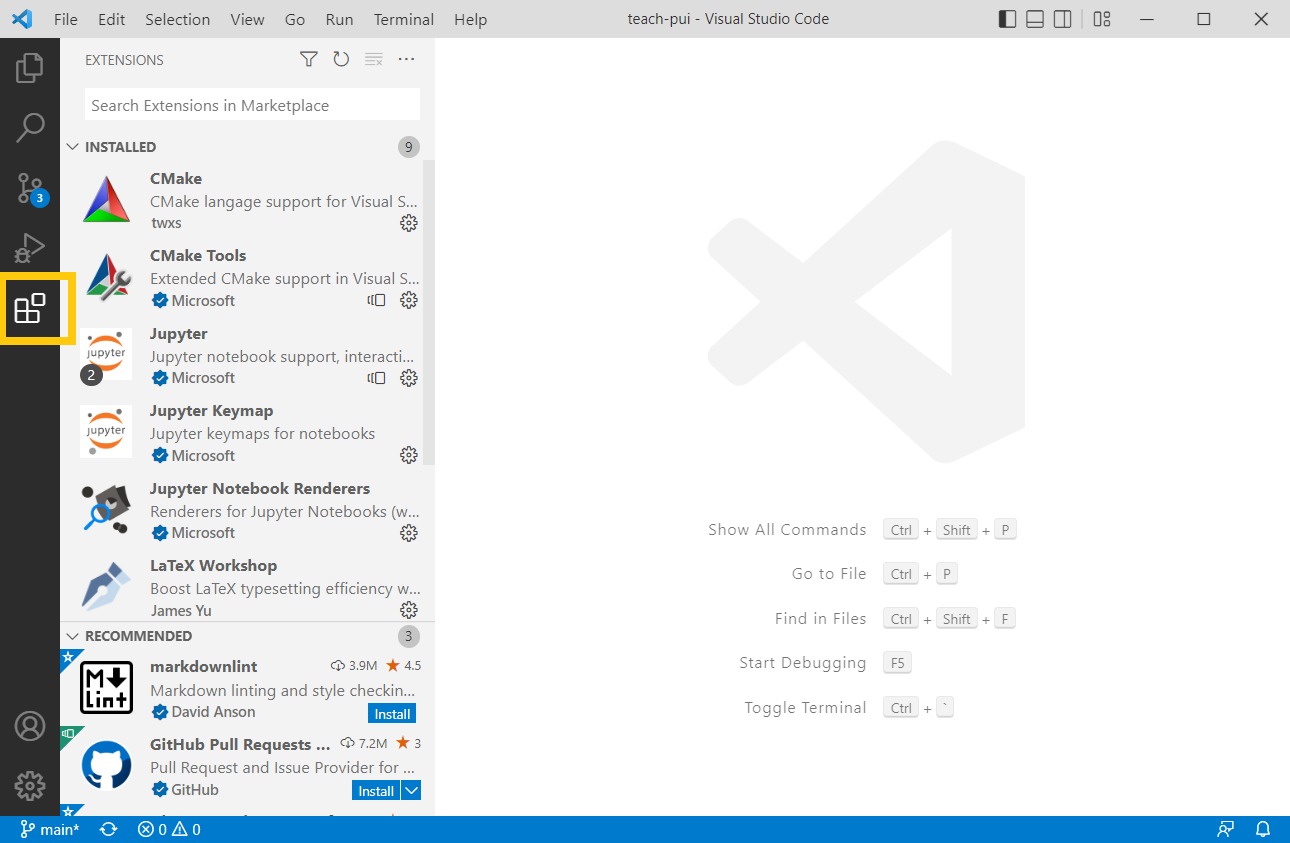 File Edit Selection View Go Run Terminal Help teach-pui - Visual Studio Code
EXTENSIONS
Search Extensions in Marketplace
INSTALLED 9
CMake
CMake langage support for Visual S...
twxs
3
CMake Tools
Extended CMake support in Visual S...
Microsoft
Jupyter
Jupyter notebook support, interacti...
Microsoft
jupyter
2
Jupyter Keymap
Jupyter keymaps for notebooks
Microsoft
jupyter
Jupyter Notebook Renderers
Renderers for Jupyter Notebooks (w...
Microsoft
LaTeX Workshop
Boost LaTeX typesetting efficiency w...
James Yu
RECOMMENDED 3
markdownlint 3.9M 4.5
Markdown linting and style checkin...
David Anson Install
M
Lint
GitHub Pull Requests ... 7.2M 3
Pull Request and Issue Provider for ...
GitHub Install
Show All Commands Ctrl + Shift + P
Go to File Ctrl + P
Find in Files Ctrl + Shift + F
Start Debugging F5
Toggle Terminal Ctrl + `
main* 0 0